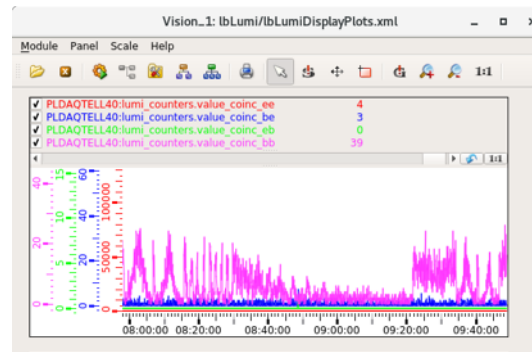 Vision_1: lbLumi/lbLumiDisplayPlots.xml
Module Panel Scale Help
1:1
PLDAQTELL40:lumi_counters.value_coinc_ee 4
PLDAQTELL40:lumi_counters.value_coinc_be 3
PLDAQTELL40:lumi_counters.value_coinc_eb 0
PLDAQTELL40:lumi_counters.value_coinc_bb 39
1:1
40 20 0
15 10 5 0
60 40 20 0
100000 50000 0
08:00:00 08:20:00 08:40:00 09:00:00 09:20:00 09:40:00